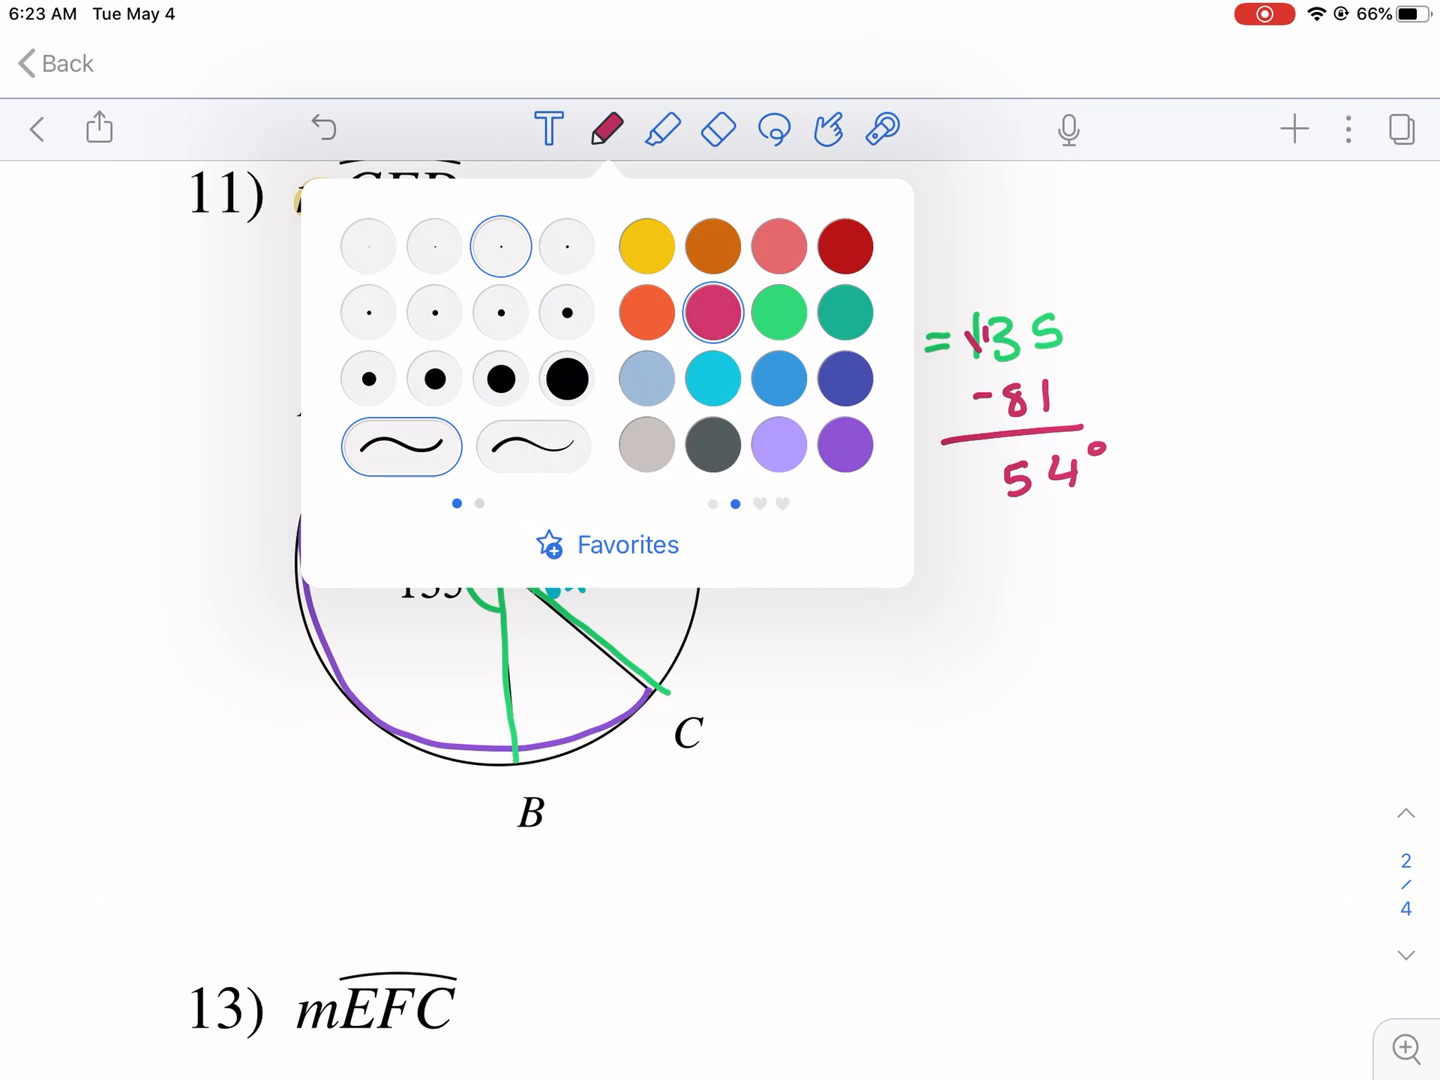 6:23 AM Tue May 4
66%
Back
T
11)
= 135
- 81
54°
Favorites
C
B
2
/
4
13) mEFC